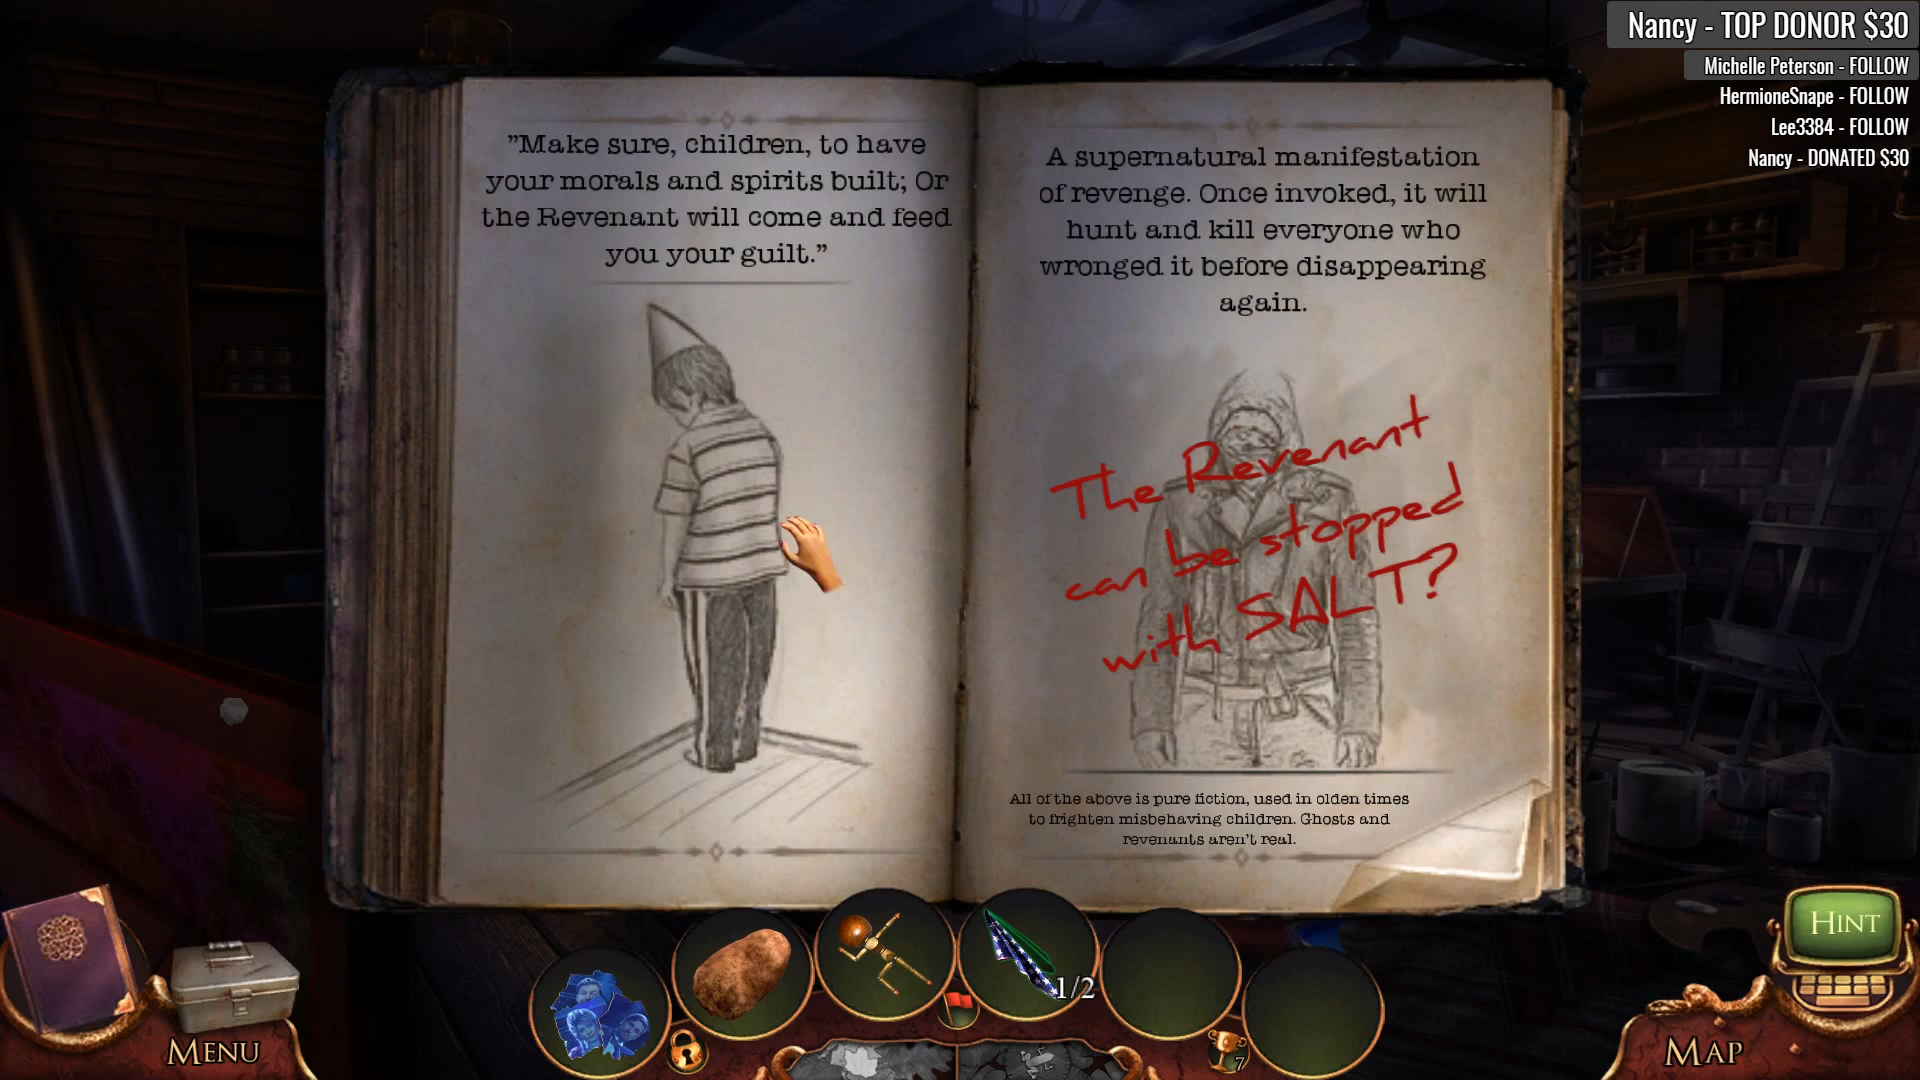 Nancy - TOP DONOR $30
Michelle Peterson - FOLLOW
HermioneSnape - FOLLOW
Lee3384 - FOLLOW
Nancy - DONATED $30
"Make sure, children, to have
your morals and spirits built; Or
the Revenant will come and feed
you your guilt."
A supernatural manifestation
of revenge. Once invoked, it will
hunt and kill everyone who
wronged it before disappearing
again.
The Revenant
can be stopped
with SALT?
All of the above is pure fiction, used in olden times
to frighten misbehaving children. Ghosts and
revenants aren't real.
1/2
7
HINT
MENU
MAP